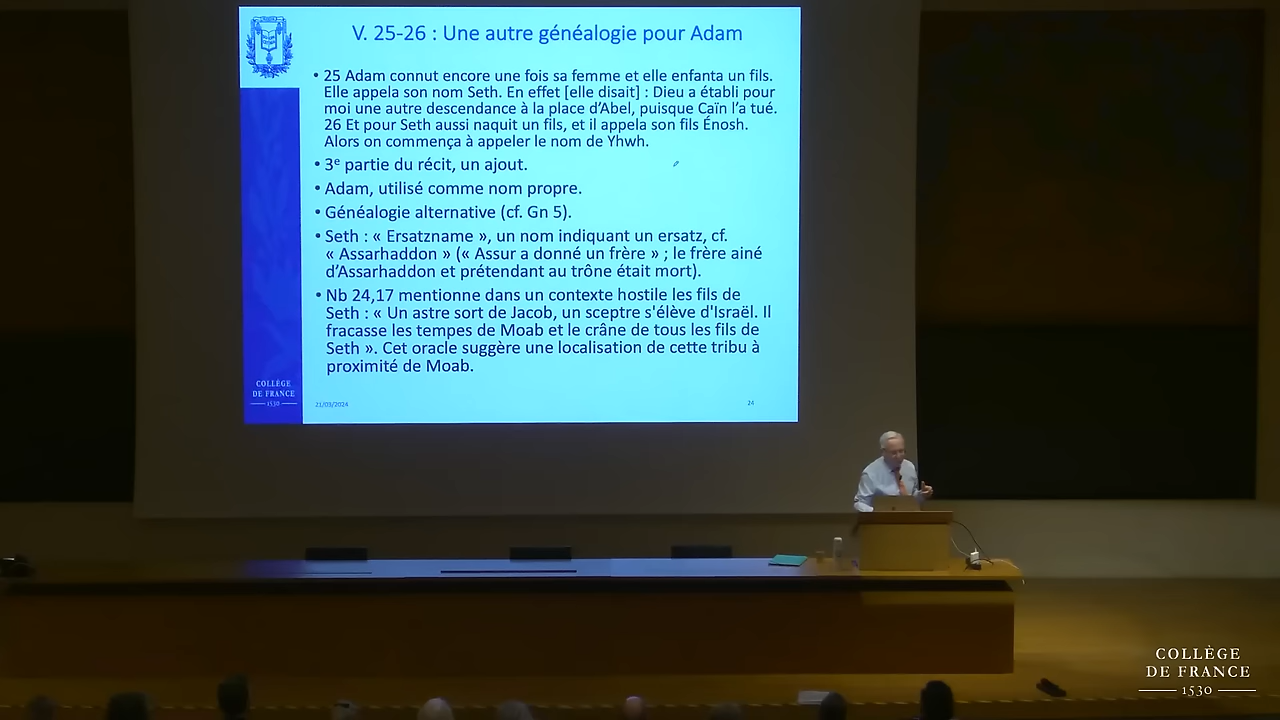 V. 25-26 : Une autre généalogie pour Adam
• 25 Adam connut encore une fois sa femme et elle enfanta un fils.
Elle appela son nom Seth. En effet [elle disait] : Dieu a établi pour
moi une autre descendance à la place d'Abel, puisque Caïn l'a tué.
26 Et pour Seth aussi naquit un fils, et il appela son fils Énosh.
Alors on commença à appeler le nom de Yhwh.
• 3e partie du récit, un ajout.
• Adam, utilisé comme nom propre.
• Généalogie alternative (cf. Gn 5).
• Seth : « Ersatzname », un nom indiquant un ersatz, cf.
« Assarhaddon » (« Assur a donné un frère » ; le frère ainé
d'Assarhaddon et prétendant au trône était mort).
• Nb 24,17 mentionne dans un contexte hostile les fils de
Seth : « Un astre sort de Jacob, un sceptre s'élève d'Israël. Il
fracasse les tempes de Moab et le crâne de tous les fils de
Seth ». Cet oracle suggère une localisation de cette tribu à
proximité de Moab.
COLLÈGE
DE FRANCE
1530
21/03/2024
24
COLLÈGE
DE FRANCE
1530